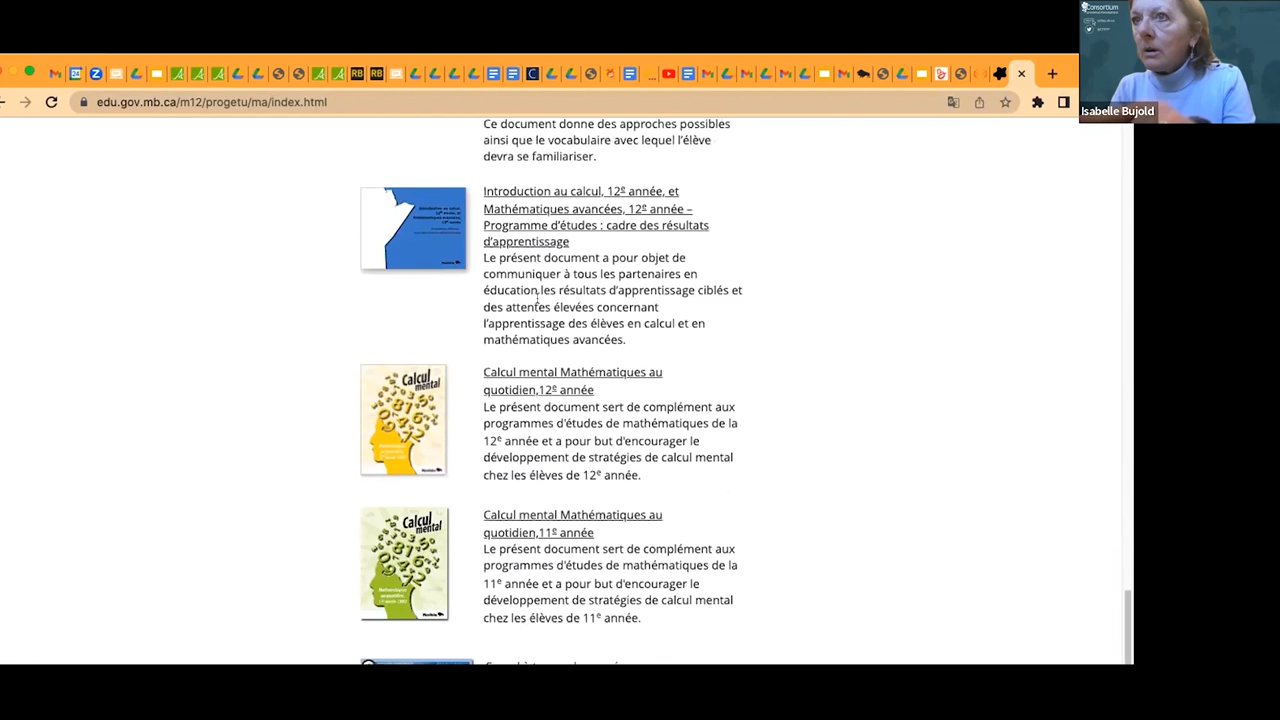 Consortium
Isabelle Bujold
edu.gov.mb.ca/m12/progetu/ma/index.html
Ce document donne des approches possibles
ainsi que le vocabulaire avec lequel l'élève
devra se familiariser.
Introduction au calcul, 12e année, et
Mathématiques avancées, 12e année –
Programme d'études : cadre des résultats
d'apprentissage
Le présent document a pour objet de
communiquer à tous les partenaires en
éducation les résultats d'apprentissage ciblés et
des attentes élevées concernant
l'apprentissage des élèves en calcul et en
mathématiques avancées.
Calcul
mental
Calcul mental Mathématiques au
quotidien,12e année
Le présent document sert de complément aux
programmes d'études de mathématiques de la
12e année et a pour but d'encourager le
développement de stratégies de calcul mental
chez les élèves de 12e année.
Calcul
mental
Calcul mental Mathématiques au
quotidien,11e année
Le présent document sert de complément aux
programmes d'études de mathématiques de la
11e année et a pour but d'encourager le
développement de stratégies de calcul mental
chez les élèves de 11e année.